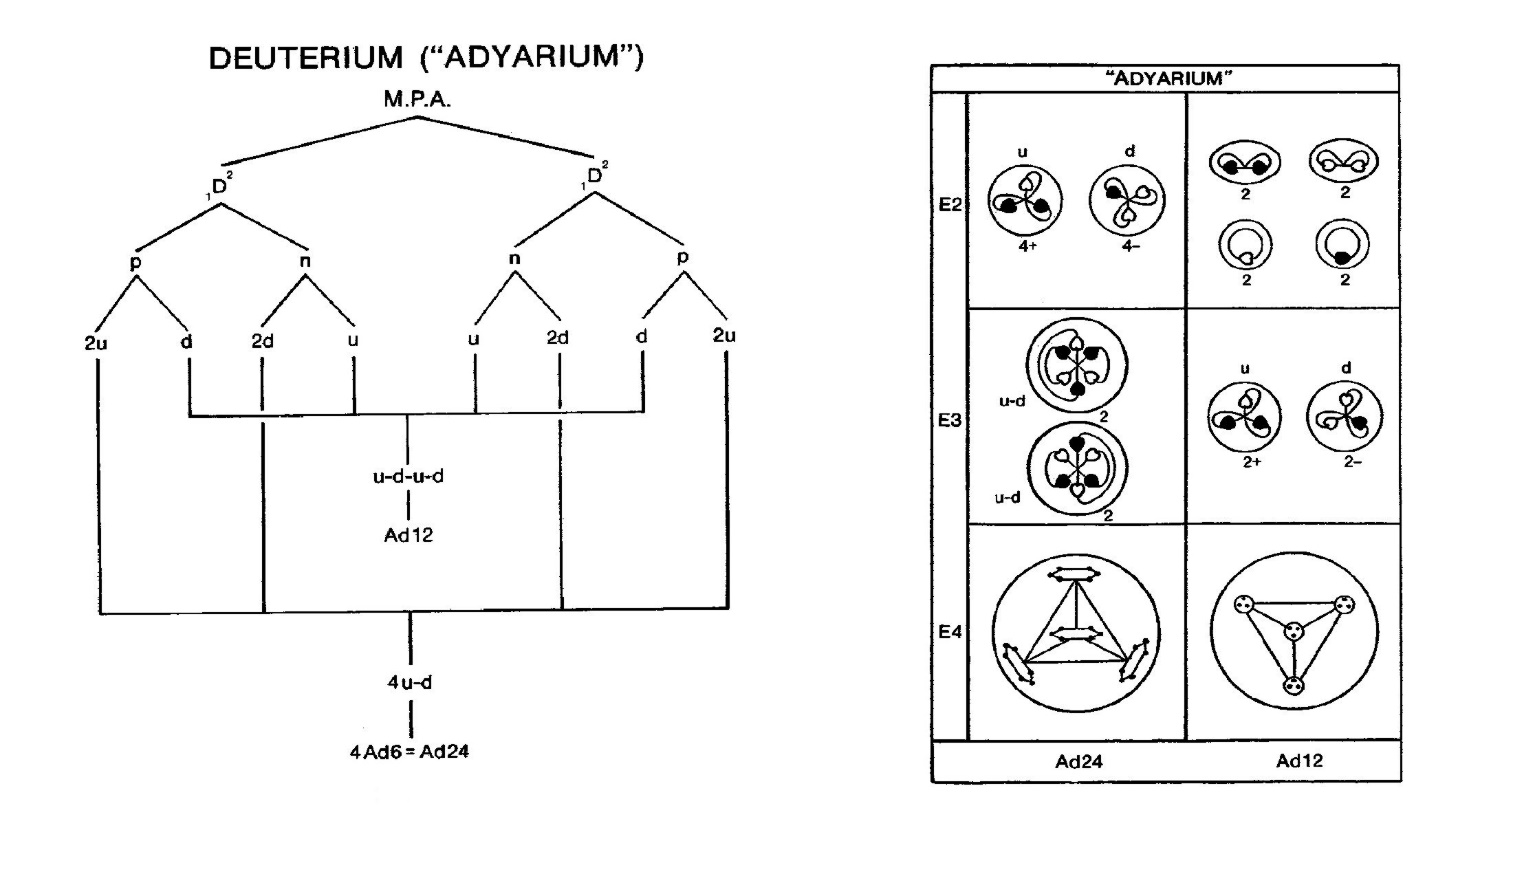 DEUTERIUM ("ADYARIUM")
M.P.A.
₁D² ₁D²
p n n p
2u d 2d u u 2d d 2u
u-d-u-d
Ad12
4u-d
4Ad6=Ad24
"ADYARIUM"
E2
u d
4+ 4-
2 2
2 2
E3
u-d
2
u-d
2
u d
2+ 2-
E4
Ad24 Ad12